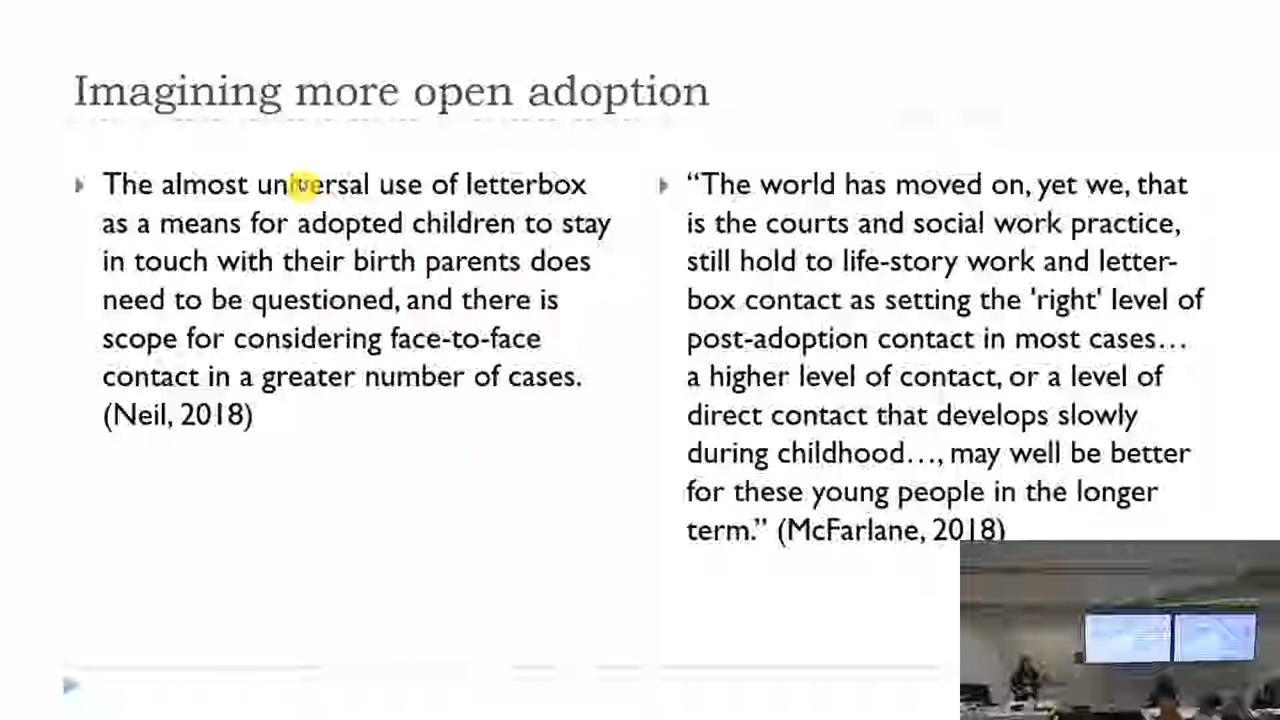 Imagining more open adoption
The almost universal use of letterbox
as a means for adopted children to stay
in touch with their birth parents does
need to be questioned, and there is
scope for considering face-to-face
contact in a greater number of cases.
(Neil, 2018)
“The world has moved on, yet we, that
is the courts and social work practice,
still hold to life-story work and letter-
box contact as setting the 'right' level of
post-adoption contact in most cases…
a higher level of contact, or a level of
direct contact that develops slowly
during childhood…, may well be better
for these young people in the longer
term.” (McFarlane, 2018)